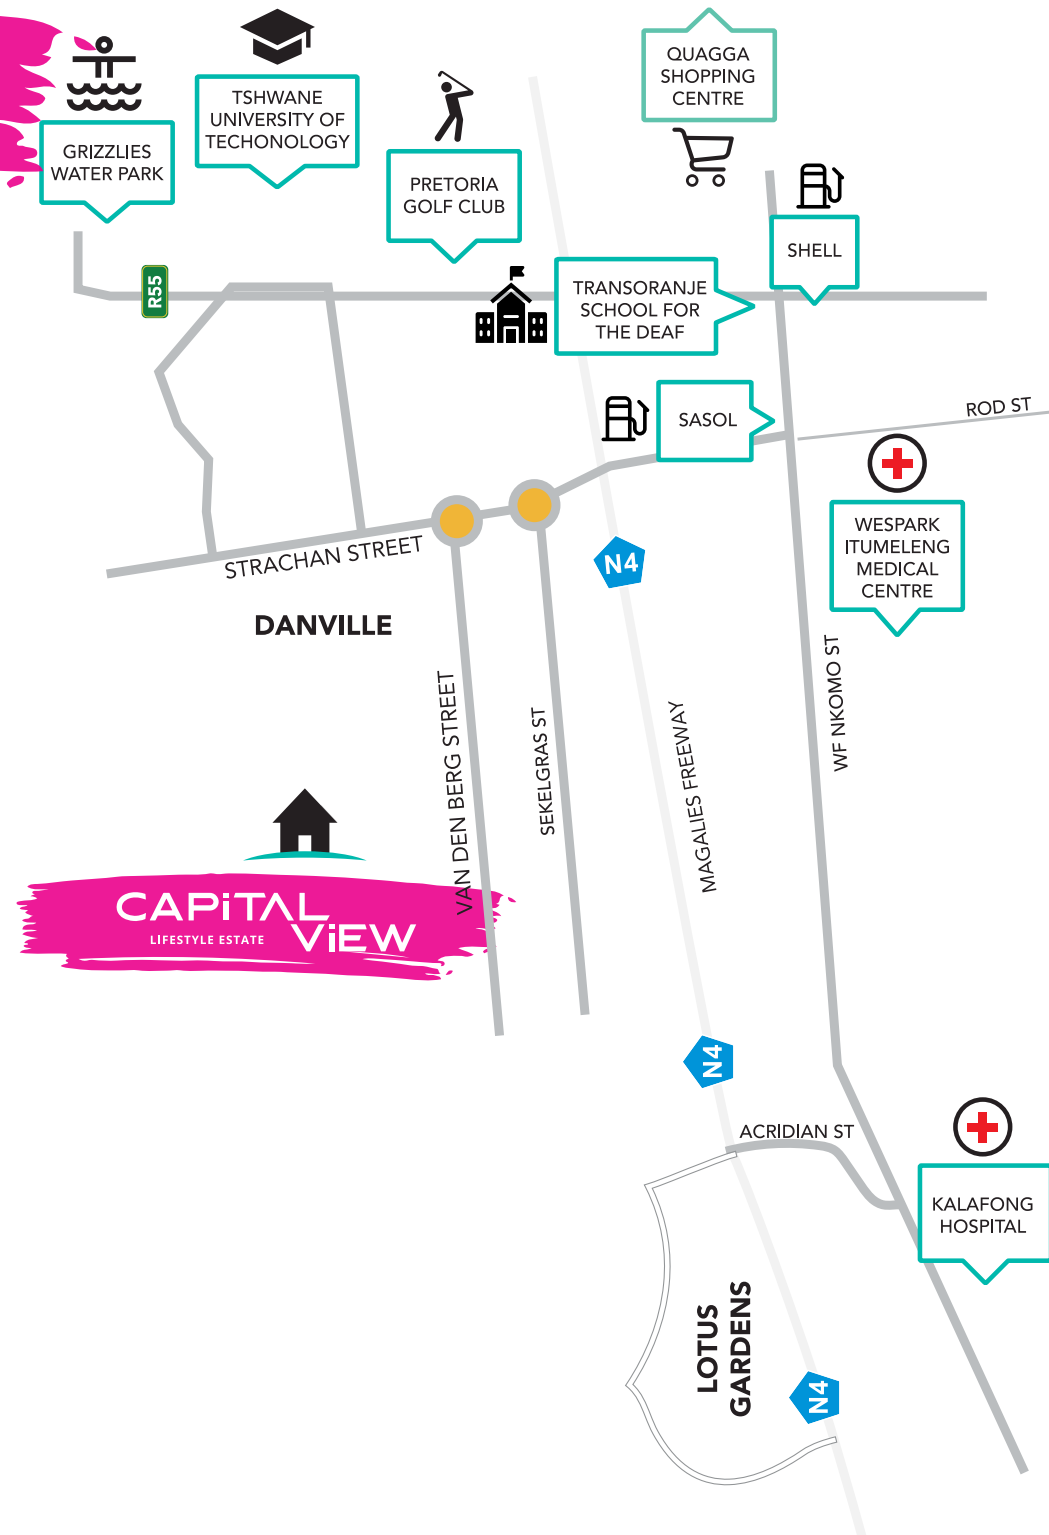 QUAGGA
SHOPPING
CENTRE
TSHWANE
UNIVERSITY OF
TECHONOLOGY
GRIZZLIES
WATER PARK
PRETORIA
GOLF CLUB
SHELL
R55
TRANSORANJE
SCHOOL FOR
THE DEAF
SASOL
ROD ST
WESPARK
ITUMELENG
MEDICAL
CENTRE
STRACHAN STREET
N4
DANVILLE
VAN DEN BERG STREET
SEKELGRAS ST
MAGALIES FREEWAY
WF NKOMO ST
CAPiTAL
LIFESTYLE ESTATE
ViEW
N4
ACRIDIAN ST
KALAFONG
HOSPITAL
LOTUS
GARDENS
N4